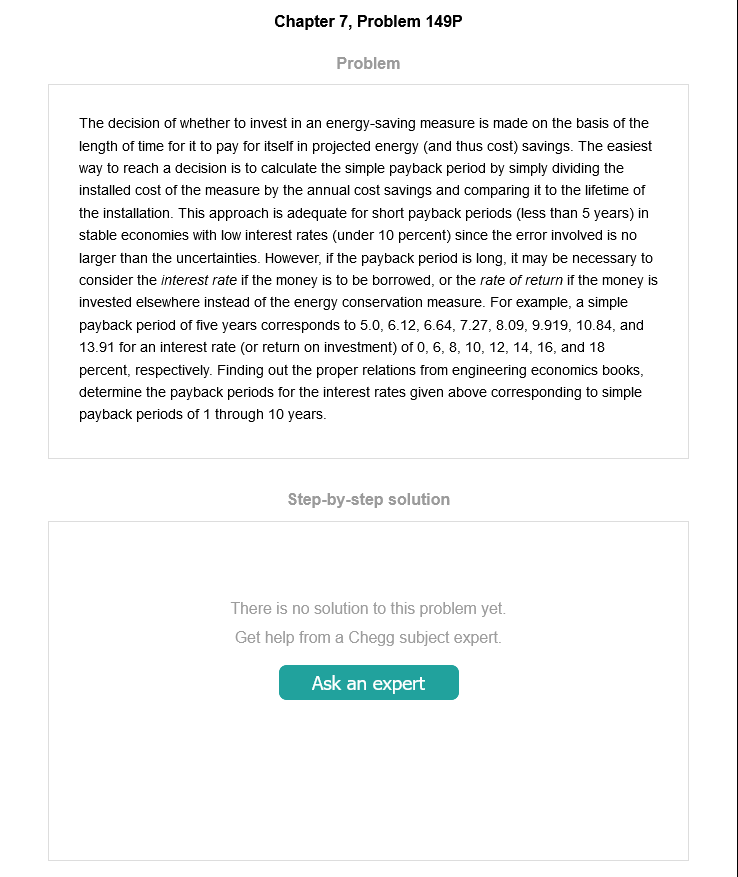 Chapter 7, Problem 149P
Problem
The decision of whether to invest in an energy-saving measure is made on the basis of the
length of time for it to pay for itself in projected energy (and thus cost) savings. The easiest
way to reach a decision is to calculate the simple payback period by simply dividing the
installed cost of the measure by the annual cost savings and comparing it to the lifetime of
the installation. This approach is adequate for short payback periods (less than 5 years) in
stable economies with low interest rates (under 10 percent) since the error involved is no
larger than the uncertainties. However, if the payback period is long, it may be necessary to
consider the interest rate if the money is to be borrowed, or the rate of return if the money is
invested elsewhere instead of the energy conservation measure. For example, a simple
payback period of five years corresponds to 5.0, 6.12, 6.64, 7.27, 8.09, 9.919, 10.84, and
13.91 for an interest rate (or return on investment) of 0, 6, 8, 10, 12, 14, 16, and 18
percent, respectively. Finding out the proper relations from engineering economics books,
determine the payback periods for the interest rates given above corresponding to simple
payback periods of 1 through 10 years.
Step-by-step solution
There is no solution to this problem yet.
Get help from a Chegg subject expert.
Ask an expert